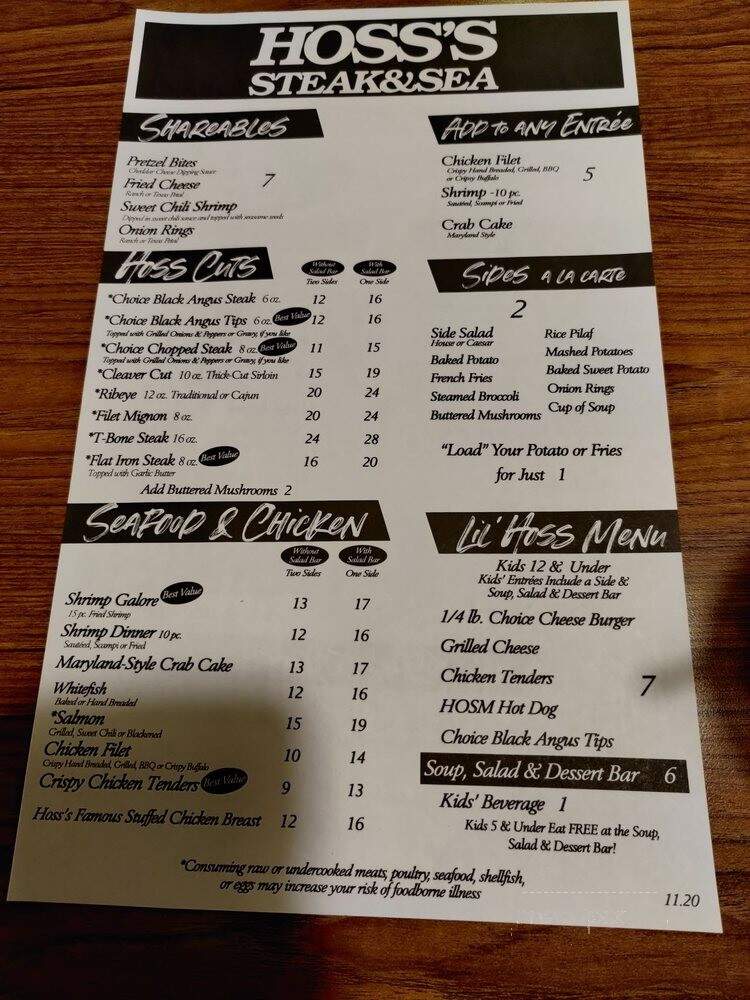 HOSS'S
STEAK&SEA
SHAREABLES
Pretzel Bites
Cheddar Cheese Dipping Sauce
Fried Cheese
Ranch or Texas Petal
7
Sweet Chili Shrimp
Dipped in sweet chili sauce and topped with seasame seeds
Onion Rings
Ranch or Texas Petal
ADD to ANY ENTRÉE
Chicken Filet
Crispy Hand Breaded, Grilled, BBQ
or Crispy Buffalo
5
Shrimp -10 pc.
Sautéed, Scampi or Fried
Crab Cake
Maryland Style
HOSS CUTS
Without
Salad Bar
Two Sides
With
Salad Bar
One Side
*Choice Black Angus Steak 6 oz. 12 16
*Choice Black Angus Tips 6 oz. Best Value 12 16
Topped with Grilled Onions & Peppers or Gravy, if you like
*Choice Chopped Steak 8 oz. Best Value 11 15
Topped with Grilled Onions & Peppers or Gravy, if you like
*Cleaver Cut 10 oz. Thick-Cut Sirloin 15 19
*Ribeye 12 oz. Traditional or Cajun 20 24
*Filet Mignon 8 oz. 20 24
*T-Bone Steak 16 oz. 24 28
*Flat Iron Steak 8 oz. Best Value 16 20
Topped with Garlic Butter
Add Buttered Mushrooms 2
SIDES A LA CARTE
2
Side Salad
House or Caesar
Baked Potato
French Fries
Steamed Broccoli
Buttered Mushrooms
Rice Pilaf
Mashed Potatoes
Baked Sweet Potato
Onion Rings
Cup of Soup
"Load" Your Potato or Fries
for Just 1
SEAFOOD & CHICKEN
Without
Salad Bar
Two Sides
With
Salad Bar
One Side
Shrimp Galore Best Value 13 17
15 pc. Fried Shrimp
Shrimp Dinner 10 pc. 12 16
Sautéed, Scampi or Fried
Maryland-Style Crab Cake 13 17
Whitefish 12 16
Baked or Hand Breaded
*Salmon 15 19
Grilled, Sweet Chili or Blackened
Chicken Filet 10 14
Crispy Hand Breaded, Grilled, BBQ or Crispy Buffalo
Crispy Chicken Tenders Best Value 9 13
Hoss's Famous Stuffed Chicken Breast 12 16
LIL' HOSS MENU
Kids 12 & Under
Kids' Entrées Include a Side &
Soup, Salad & Dessert Bar
1/4 lb. Choice Cheese Burger
Grilled Cheese
Chicken Tenders
7
HOSM Hot Dog
Choice Black Angus Tips
Soup, Salad & Dessert Bar 6
Kids' Beverage 1
Kids 5 & Under Eat FREE at the Soup,
Salad & Dessert Bar!
*Consuming raw or undercooked meats, poultry, seafood, shellfish,
or eggs may increase your risk of foodborne illness
11.20